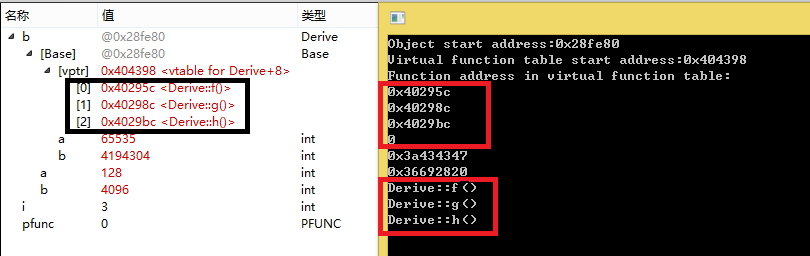 名称 值 类型
b @0x28fe80 Derive
[Base] @0x28fe80 Base
[vptr] 0x404398 <vtable for Derive+8>
[0] 0x40295c <Derive::f()>
[1] 0x40298c <Derive::g()>
[2] 0x4029bc <Derive::h()>
a 65535 int
b 4194304 int
a 128 int
b 4096 int
i 3 int
pfunc 0 PFUNC
Object start address:0x28fe80
Virtual function table start address:0x404398
Function address in virtual function table:
0x40295c
0x40298c
0x4029bc
0
0x3a434347
0x36692820
Derive::f()
Derive::g()
Derive::h()